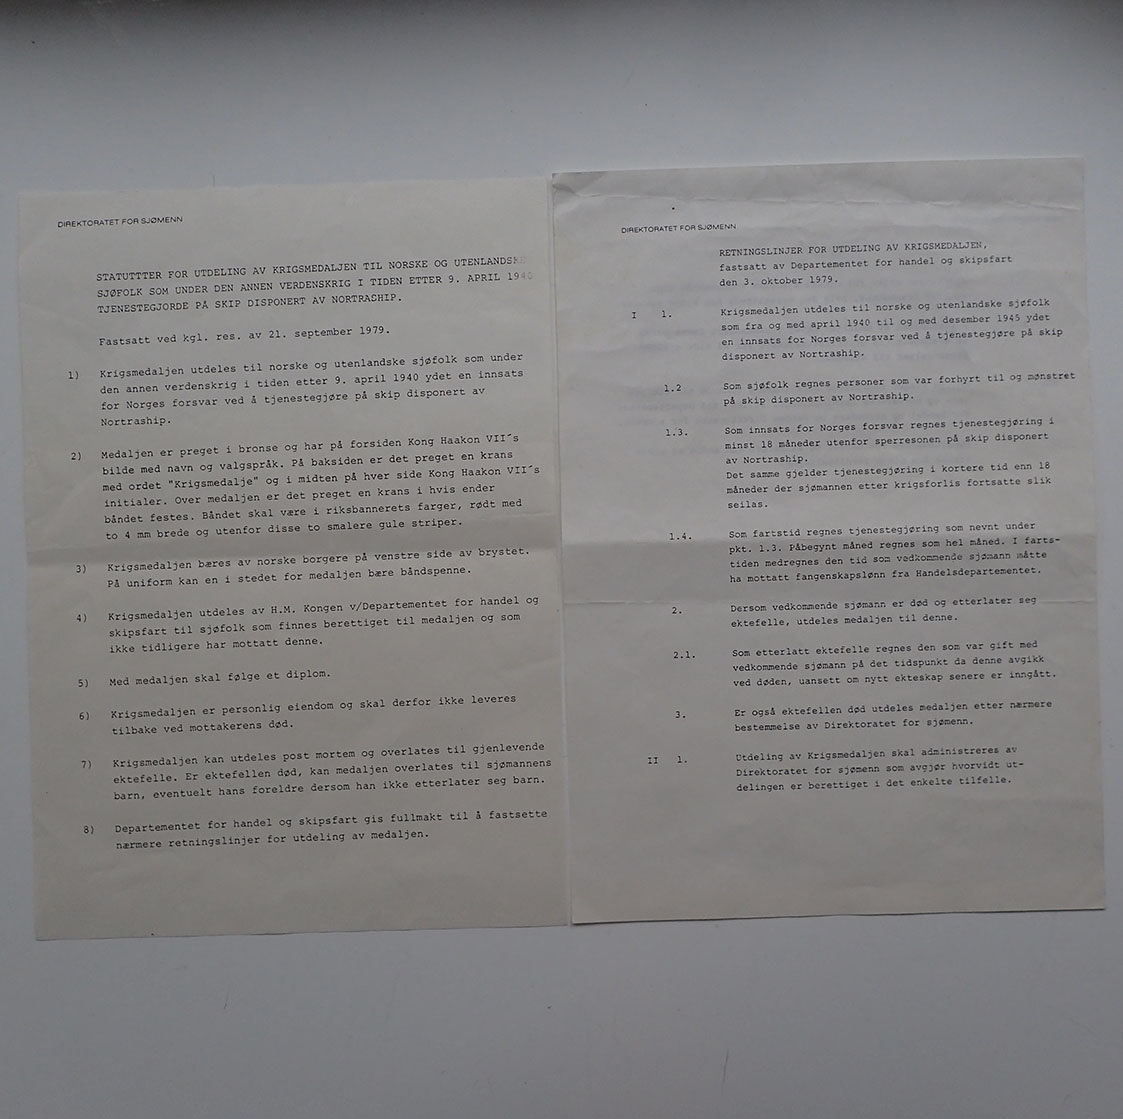 DIREKTORATET FOR SJØMENN
STATUTTTER FOR UTDELING AV KRIGSMEDALJEN TIL NORSKE OG UTENLANDSKE
SJØFOLK SOM UNDER DEN ANNEN VERDENSKRIG I TIDEN ETTER 9. APRIL 1940
TJENESTEGJORDE PÅ SKIP DISPONERT AV NORTRASHIP.
Fastsatt ved kgl. res. av 21. september 1979.
1) Krigsmedaljen utdeles til norske og utenlandske sjøfolk som under
den annen verdenskrig i tiden etter 9. april 1940 ydet en innsats
for Norges forsvar ved å tjenestegjøre på skip disponert av
Nortraship.
2) Medaljen er preget i bronse og har på forsiden Kong Haakon VII´s
bilde med navn og valgspråk. På baksiden er det preget en krans
med ordet "Krigsmedalje" og i midten på hver side Kong Haakon VII´s
initialer. Over medaljen er det preget en krans i hvis ender
båndet festes. Båndet skal være i riksbannerets farger, rødt med
to 4 mm brede og utenfor disse to smalere gule striper.
3) Krigsmedaljen bæres av norske borgere på venstre side av brystet.
På uniform kan en i stedet for medaljen bære båndspenne.
4) Krigsmedaljen utdeles av H.M. Kongen v/Departementet for handel og
skipsfart til sjøfolk som finnes berettiget til medaljen og som
ikke tidligere har mottatt denne.
5) Med medaljen skal følge et diplom.
6) Krigsmedaljen er personlig eiendom og skal derfor ikke leveres
tilbake ved mottakerens død.
7) Krigsmedaljen kan utdeles post mortem og overlates til gjenlevende
ektefelle. Er ektefellen død, kan medaljen overlates til sjømannens
barn, eventuelt hans foreldre dersom han ikke etterlater seg barn.
8) Departementet for handel og skipsfart gis fullmakt til å fastsette
nærmere retningslinjer for utdeling av medaljen.
DIREKTORATET FOR SJØMENN
RETNINGSLINJER FOR UTDELING AV KRIGSMEDALJEN,
fastsatt av Departementet for handel og skipsfart
den 3. oktober 1979.
I 1. Krigsmedaljen utdeles til norske og utenlandske sjøfolk
som fra og med april 1940 til og med desember 1945 ydet
en innsats for Norges forsvar ved å tjenestegjøre på skip
disponert av Nortraship.
1.2 Som sjøfolk regnes personer som var forhyrt til og mønstret
på skip disponert av Nortraship.
1.3. Som innsats for Norges forsvar regnes tjenestegjøring i
minst 18 måneder utenfor sperresonen på skip disponert
av Nortraship.
Det samme gjelder tjenestegjøring i kortere tid enn 18
måneder der sjømannen etter krigsforlis fortsatte slik
seilas.
1.4. Som fartstid regnes tjenestegjøring som nevnt under
pkt. 1.3. Påbegynt måned regnes som hel måned. I farts-
tiden medregnes den tid som vedkommende sjømann måtte
ha mottatt fangenskapslønn fra Handelsdepartementet.
2. Dersom vedkommende sjømann er død og etterlater seg
ektefelle, utdeles medaljen til denne.
2.1. Som etterlatt ektefelle regnes den som var gift med
vedkommende sjømann på det tidspunkt da denne avgikk
ved døden, uansett om nytt ekteskap senere er inngått.
3. Er også ektefellen død utdeles medaljen etter nærmere
bestemmelse av Direktoratet for sjømenn.
II 1. Utdeling av Krigsmedaljen skal administreres av
Direktoratet for sjømenn som avgjør hvorvidt ut-
delingen er berettiget i det enkelte tilfelle.